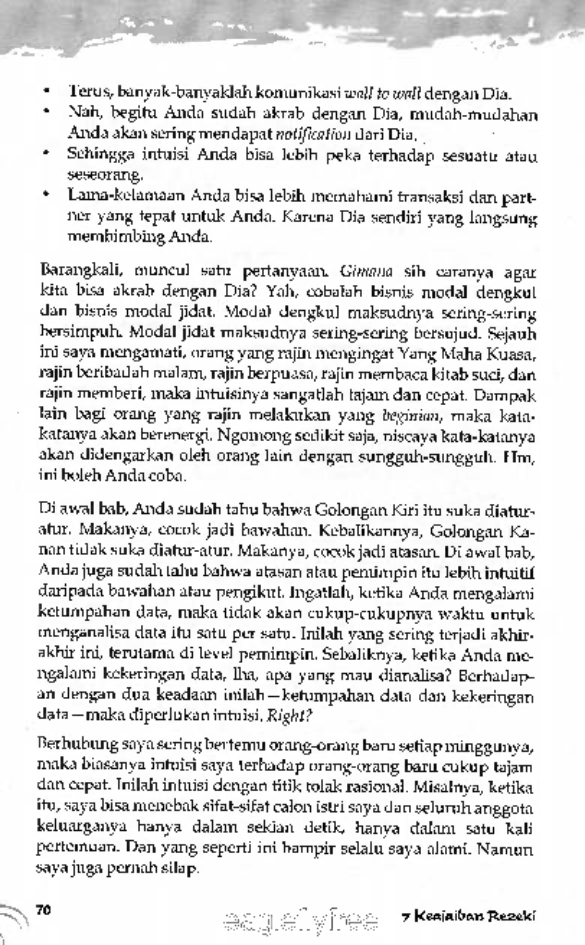 • Terus, banyak-banyaklah komunikasi wall to wall dengan Dia.
• Nah, begitu Anda sudah akrab dengan Dia, mudah-mudahan
Anda akan sering mendapat notification dari Dia.
• Sehingga intuisi Anda bisa lebih peka terhadap sesuatu atau
seseorang.
• Lama-kelamaan Anda bisa lebih memahami transaksi dan part-
ner yang tepat untuk Anda. Karena Dia sendiri yang langsung
membimbing Anda.
Barangkali, muncul satu pertanyaan. Gimana sih caranya agar
kita bisa akrab dengan Dia? Yah, cobalah bisnis modal dengkul
dan bisnis modal jidat. Modal dengkul maksudnya sering-sering
bersimpuh. Modal jidat maksudnya sering-sering bersujud. Sejauh
ini saya mengamati, orang yang rajin mengingat Yang Maha Kuasa,
rajin beribadah malam, rajin berpuasa, rajin membaca kitab suci, dan
rajin memberi, maka intuisinya sangatlah tajam dan cepat. Dampak
lain bagi orang yang rajin melakukan yang beginian, maka kata-
katanya akan berenergi. Ngomong sedikit saja, niscaya kata-katanya
akan didengarkan oleh orang lain dengan sungguh-sungguh. Hm,
ini boleh Anda coba.
Di awal bab, Anda sudah tahu bahwa Golongan Kiri itu suka diatur-
atur. Makanya, cocok jadi bawahan. Kebalikannya, Golongan Ka-
nan tidak suka diatur-atur. Makanya, cocok jadi atasan. Di awal bab,
Anda juga sudah tahu bahwa atasan atau pemimpin itu lebih intuitif
daripada bawahan atau pengikut. Ingatlah, ketika Anda mengalami
ketumpahan data, maka tidak akan cukup-cukupnya waktu untuk
menganalisa data itu satu per satu. Inilah yang sering terjadi akhir-
akhir ini, terutama di level pemimpin. Sebaliknya, ketika Anda me-
ngalami kekeringan data, lha, apa yang mau dianalisa? Berhadap-
an dengan dua keadaan inilah—ketumpahan data dan kekeringan
data—maka diperlukan intuisi. Right?
Berhubung saya sering bertemu orang-orang baru setiap minggunya,
maka biasanya intuisi saya terhadap orang-orang baru cukup tajam
dan cepat. Inilah intuisi dengan titik tolak rasional. Misalnya, ketika
itu, saya bisa menebak sifat-sifat calon istri saya dan seluruh anggota
keluarganya hanya dalam sekian detik, hanya dalam satu kali
pertemuan. Dan yang seperti ini hampir selalu saya alami. Namun
saya juga pernah silap.
70
eagleflyfree
7 Keajaiban Rezeki